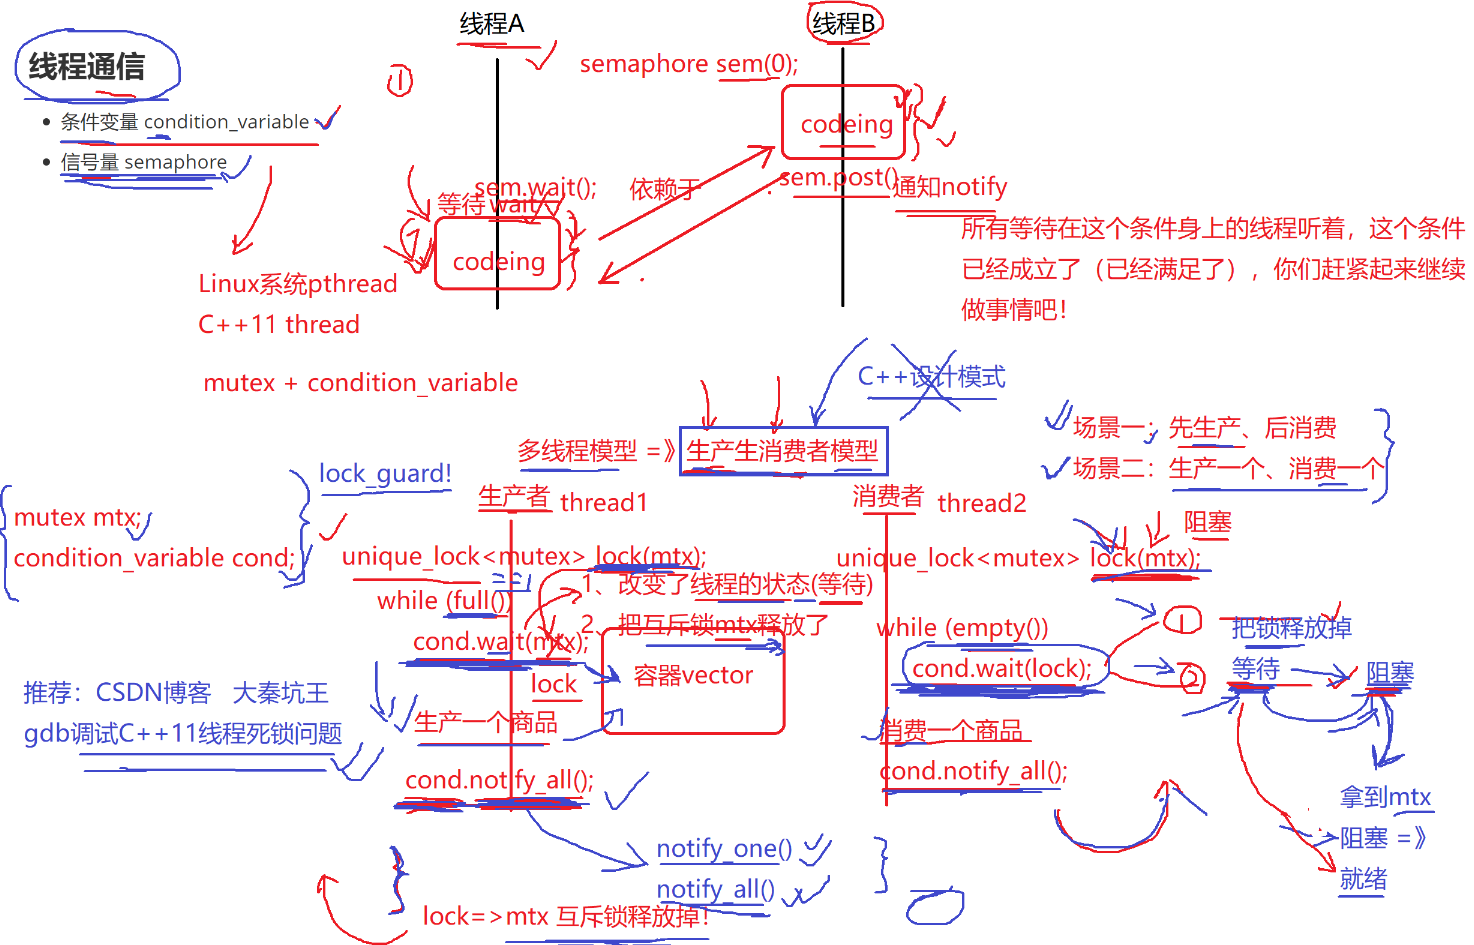 线程A
线程B
线程通信
semaphore sem(0);
①
条件变量 condition_variable
信号量 semaphore
codeing
sem.wait();
依赖于
sem.post()
通知notify
等待 wait
codeing
所有等待在这个条件身上的线程听着，这个条件
已经成立了（已经满足了），你们赶紧起来继续
做事情吧！
Linux系统pthread
C++11 thread
mutex + condition_variable
C++设计模式
多线程模型 =》
生产生消费者模型
场景一：先生产、后消费
场景二：生产一个、消费一个
lock_guard!
mutex mtx;
condition_variable cond;
生产者
thread1
unique_lock<mutex> lock(mtx);
1、改变了线程的状态(等待)
while (full())
2、把互斥锁mtx释放了
cond.wait(mtx);
lock
容器vector
生产一个商品
cond.notify_all();
消费者
thread2
阻塞
unique_lock<mutex> lock(mtx);
while (empty())
cond.wait(lock);
①
把锁释放掉
②
等待
阻塞
消费一个商品
cond.notify_all();
拿到mtx
阻塞 =》
就绪
推荐：CSDN博客 大秦坑王
gdb调试C++11线程死锁问题
notify_one()
notify_all()
lock=>mtx 互斥锁释放掉！